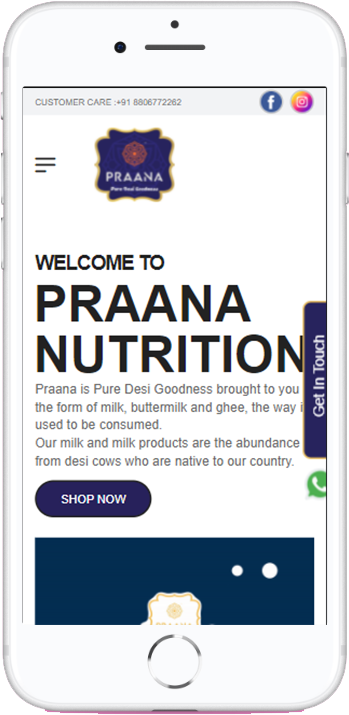 CUSTOMER CARE :+91 8806772262
PRAANA
Pure Desi Goodness
WELCOME TO
PRAANA
NUTRITION
Praana is Pure Desi Goodness brought to you
the form of milk, buttermilk and ghee, the way i
used to be consumed.
Our milk and milk products are the abundance
from desi cows who are native to our country.
Get In Touch
SHOP NOW
PRAANA